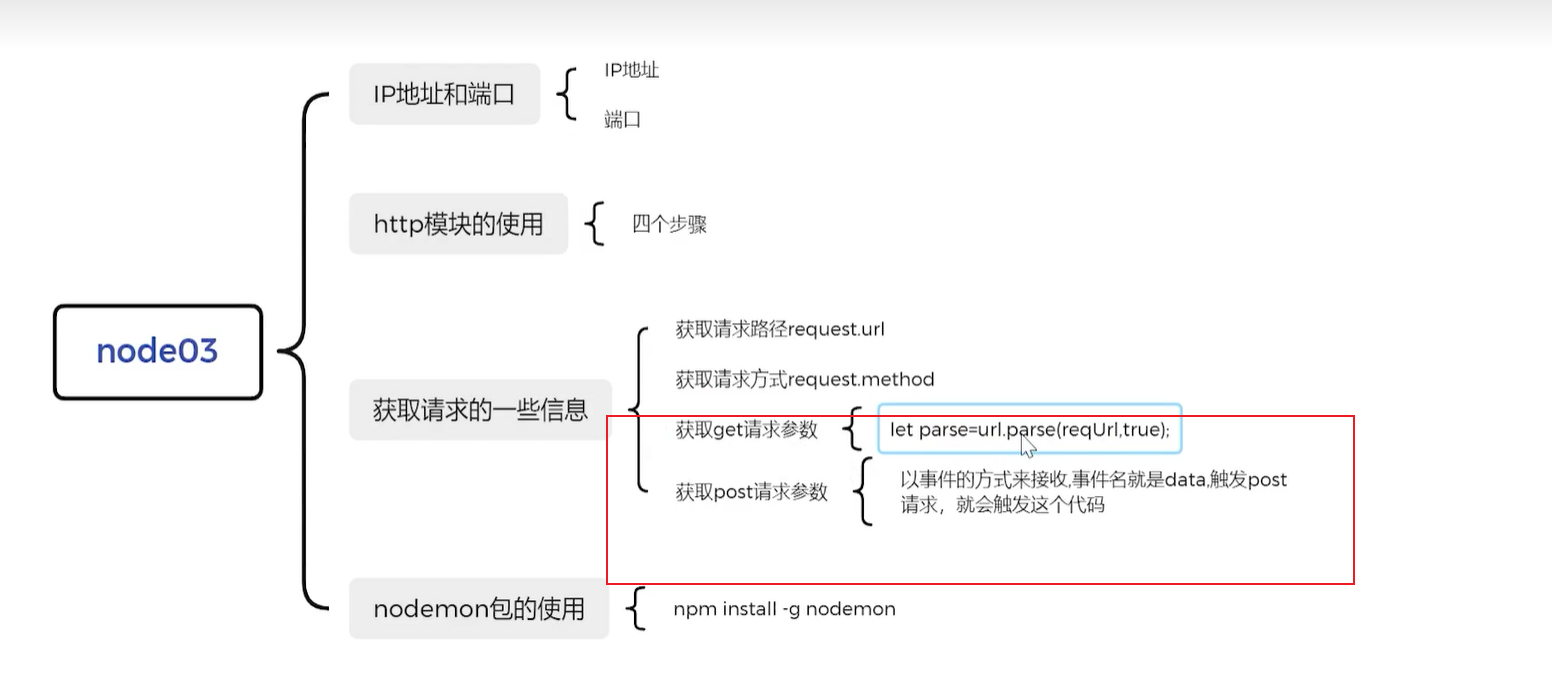 IP地址和端口
IP地址
端口
http模块的使用
四个步骤
node03
获取请求的一些信息
获取请求路径request.url
获取请求方式request.method
获取get请求参数
let parse=url.parse(reqUrl,true);
获取post请求参数
以事件的方式来接收,事件名就是data,触发post
请求，就会触发这个代码
nodemon包的使用
npm install -g nodemon